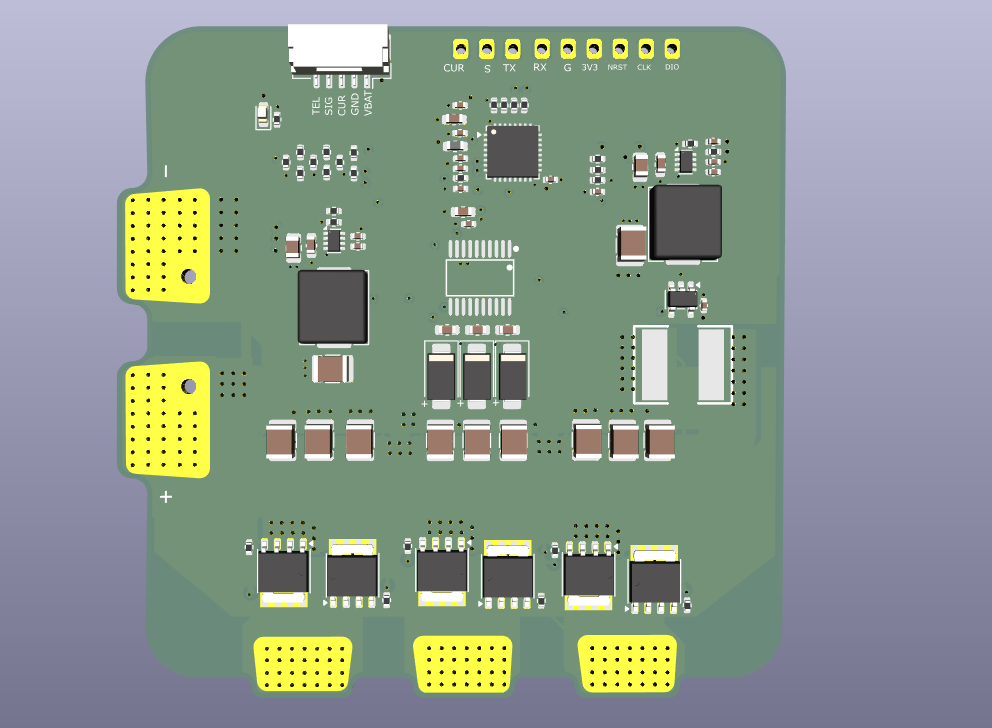 CUR S TX RX G 3V3 NRST CLK DIO
TEL
SIG
CUR
GND
VBAT
−
+
+ + +